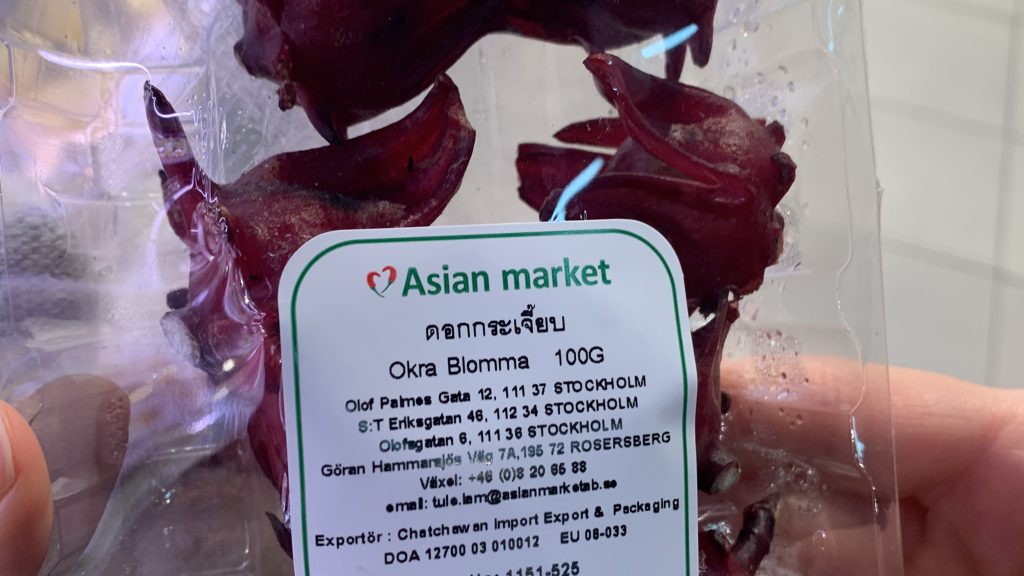 Asian market
ดอกกระเจี๊ยบ
Okra Blomma 100G
Olof Palmes Gata 12, 111 37 STOCKHOLM
S:T Eriksgatan 46, 112 34 STOCKHOLM
Olofsgatan 6, 111 36 STOCKHOLM
Göran Hammarsjös Väg 7A,195 72 ROSERSBERG
Växel: +46 (0)8 20 65 88
email: tule.lam@asianmarketab.se
Exportör : Chatchawan Import Export & Packaging
DOA 12700 03 010012 EU 06-033
1151-525